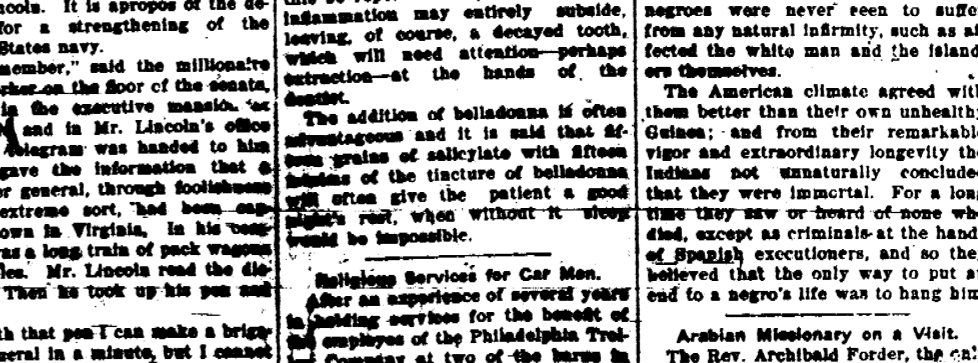 ncoln. It is apropos of the de-
for a strengthening of the
States navy.
member," said the millionaire
on the floor of the senate,
in the executive mansion.
and in Mr. Lincoln's office
telegram was handed to him
gave the information that a
or general, through foolishness
extreme sort, had been cap-
own in Virginia. In his
as a long train of pack wagons
les. Mr. Lincoln read the dis-
Then he took up his pen and
th that pen I can make a briga-
neral in a minute, but I cannot
inflammation may entirely subside,
leaving, of course, a decayed tooth,
which will need attention—perhaps
extraction—at the hands of the
dentist.
The addition of belladonna is often
advantageous and it is said that fif-
teen grains of salicylate with fifteen
minims of the tincture of belladonna
will often give the patient a good
night's rest, when without it sleep
would be impossible.
Religious Services for Car Men.
After an experience of several years
in holding services for the benefit of
employes of the Philadelphia Trol-
Company at two of the barns in
negroes were never seen to suffe
from any natural infirmity, such as af
fected the white man and the island
ers themselves.
The American climate agreed with
them better than their own unhealth
Guinea; and from their remarkabl
vigor and extraordinary longevity th
Indians not unnaturally conclude
that they were immortal. For a lon
time they saw or heard of none wh
died, except as criminals at the hand
of Spanish executioners, and so the
believed that the only way to put a
end to a negro's life was to hang him
Arabian Missionary on a Visit.
The Rev. Archibald Forder, the